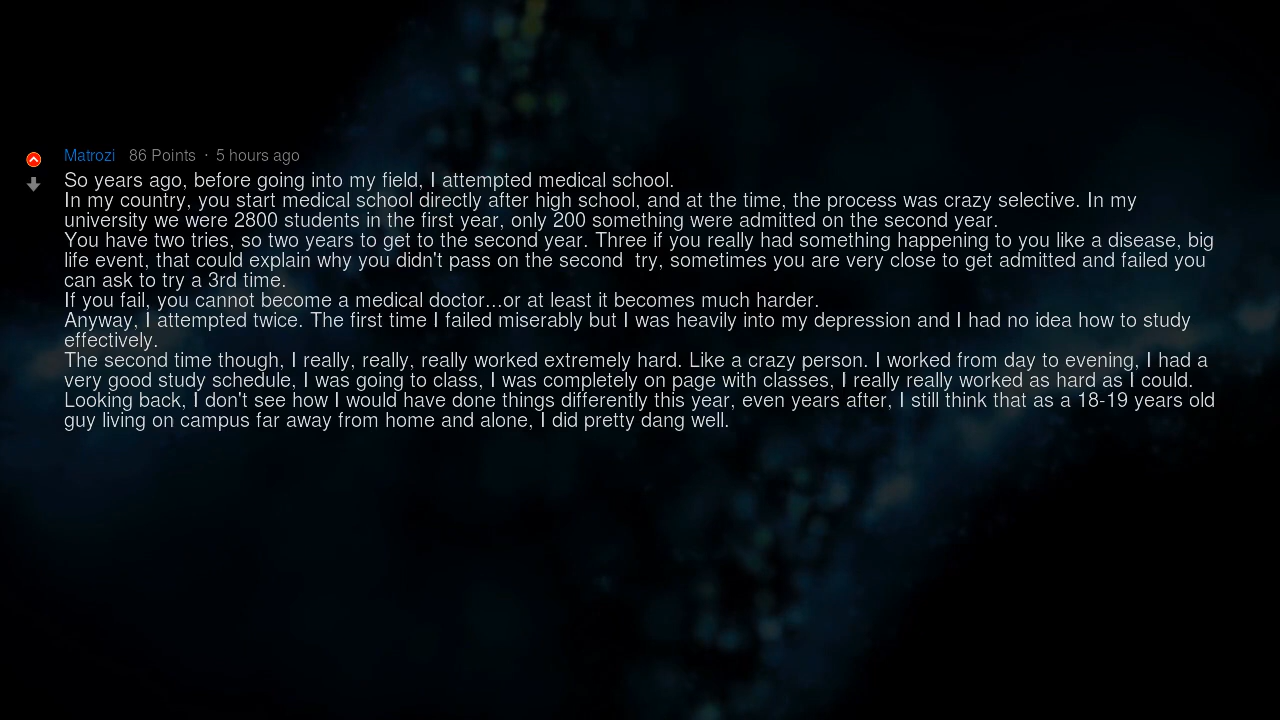 Matrozi 86 Points · 5 hours ago
So years ago, before going into my field, I attempted medical school.
In my country, you start medical school directly after high school, and at the time, the process was crazy selective. In my
university we were 2800 students in the first year, only 200 something were admitted on the second year.
You have two tries, so two years to get to the second year. Three if you really had something happening to you like a disease, big
life event, that could explain why you didn't pass on the second  try, sometimes you are very close to get admitted and failed you
can ask to try a 3rd time.
If you fail, you cannot become a medical doctor...or at least it becomes much harder.
Anyway, I attempted twice. The first time I failed miserably but I was heavily into my depression and I had no idea how to study
effectively.
The second time though, I really, really, really worked extremely hard. Like a crazy person. I worked from day to evening, I had a
very good study schedule, I was going to class, I was completely on page with classes, I really really worked as hard as I could.
Looking back, I don't see how I would have done things differently this year, even years after, I still think that as a 18-19 years old
guy living on campus far away from home and alone, I did pretty dang well.